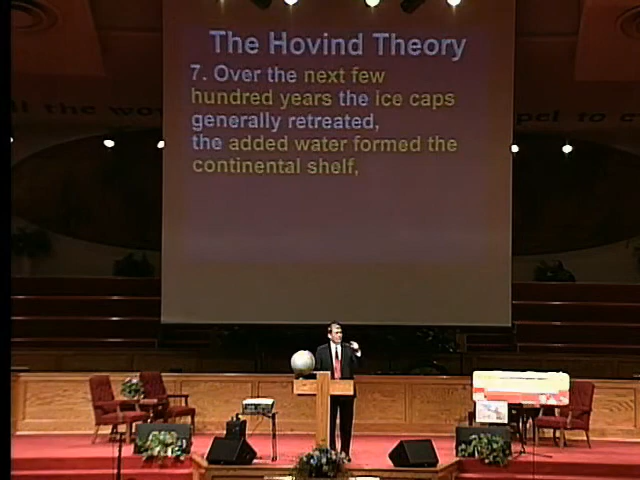 The Hovind Theory
7. Over the next few
hundred years the ice caps
generally retreated,
the added water formed the
continental shelf,